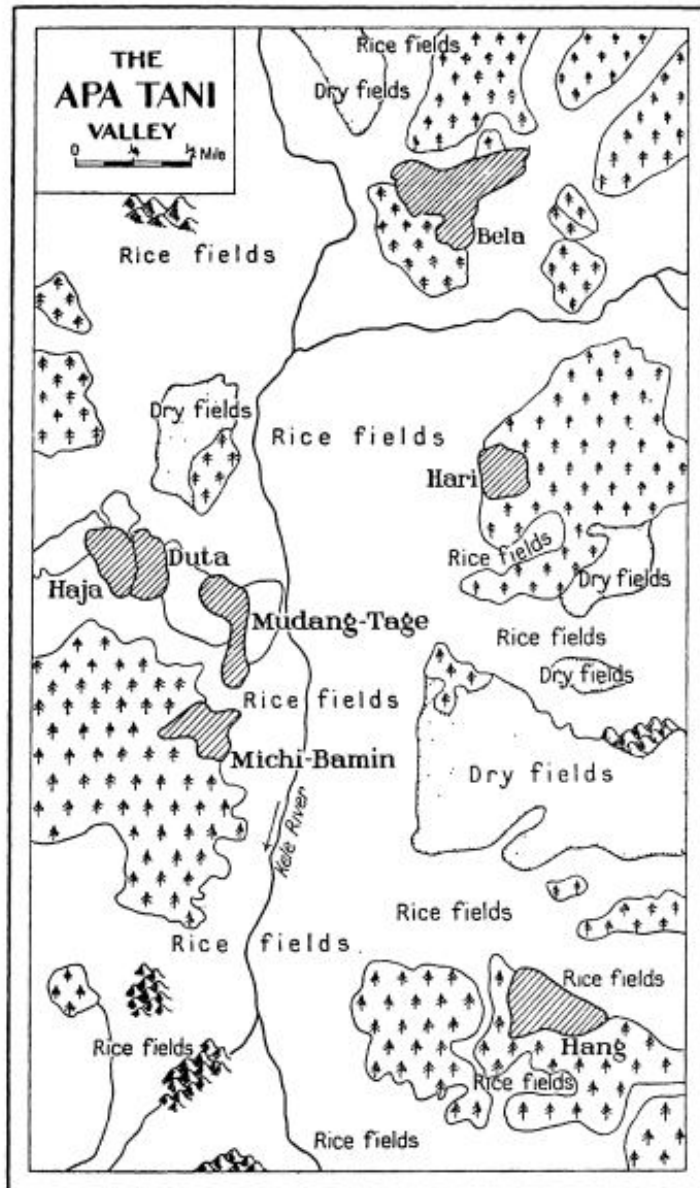 THE
APA TANI
VALLEY
0 ¼ ½ Mile
Rice fields
Dry fields
Rice fields
Bela
Dry fields
Rice fields
Hari
Rice fields
Dry fields
Duta
Haja
Mudang-Tage
Rice fields
Dry fields
Rice fields
Michi-Bamin
Dry fields
Kele River
Rice fields
Rice fields
Rice fields
Hang
Rice fields
Rice fields
Rice fields